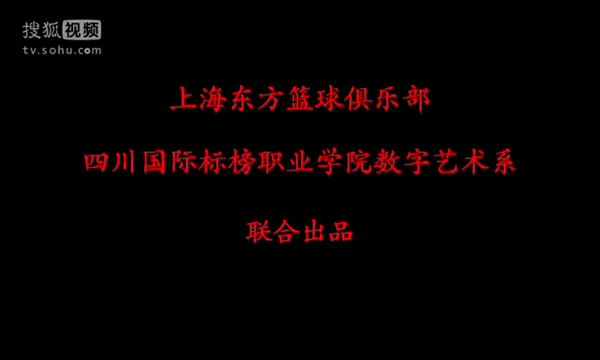 搜狐视频
tv.sohu.com
上海东方篮球俱乐部
四川国际标榜职业学院数字艺术系
联合出品